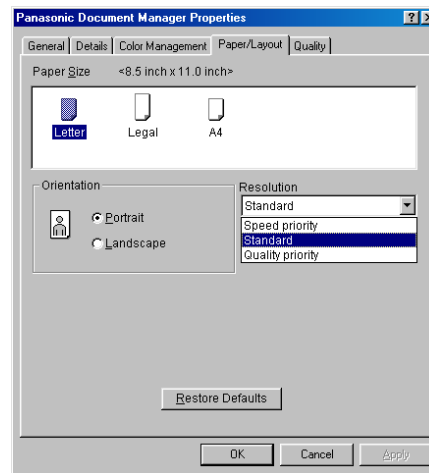 Panasonic Document Manager Properties
General Details Color Management Paper/Layout Quality
Paper Size <8.5 inch x 11.0 inch>
Letter Legal A4
Orientation
Portrait
Landscape
Resolution
Standard
Speed priority
Standard
Quality priority
Restore Defaults
OK Cancel Apply